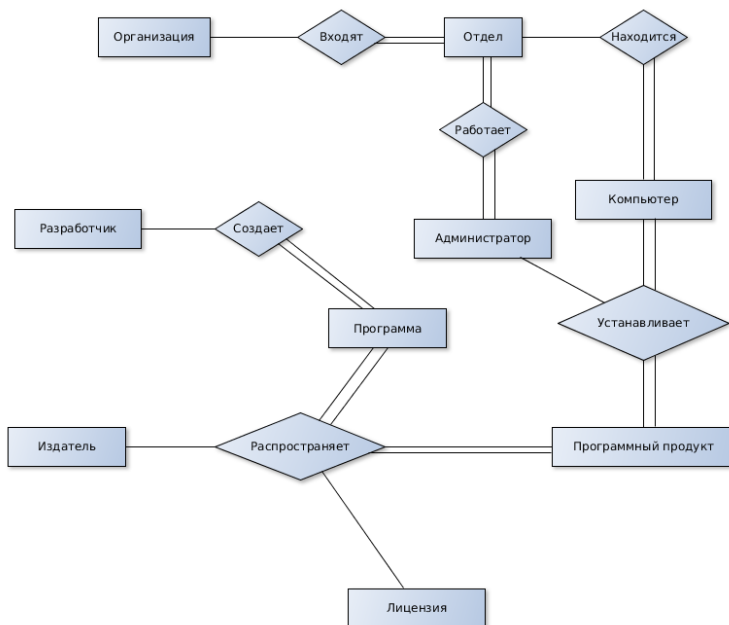 Организация
Входят
Отдел
Находится
Работает
Компьютер
Разработчик
Создает
Администратор
Программа
Устанавливает
Издатель
Распространяет
Программный продукт
Лицензия